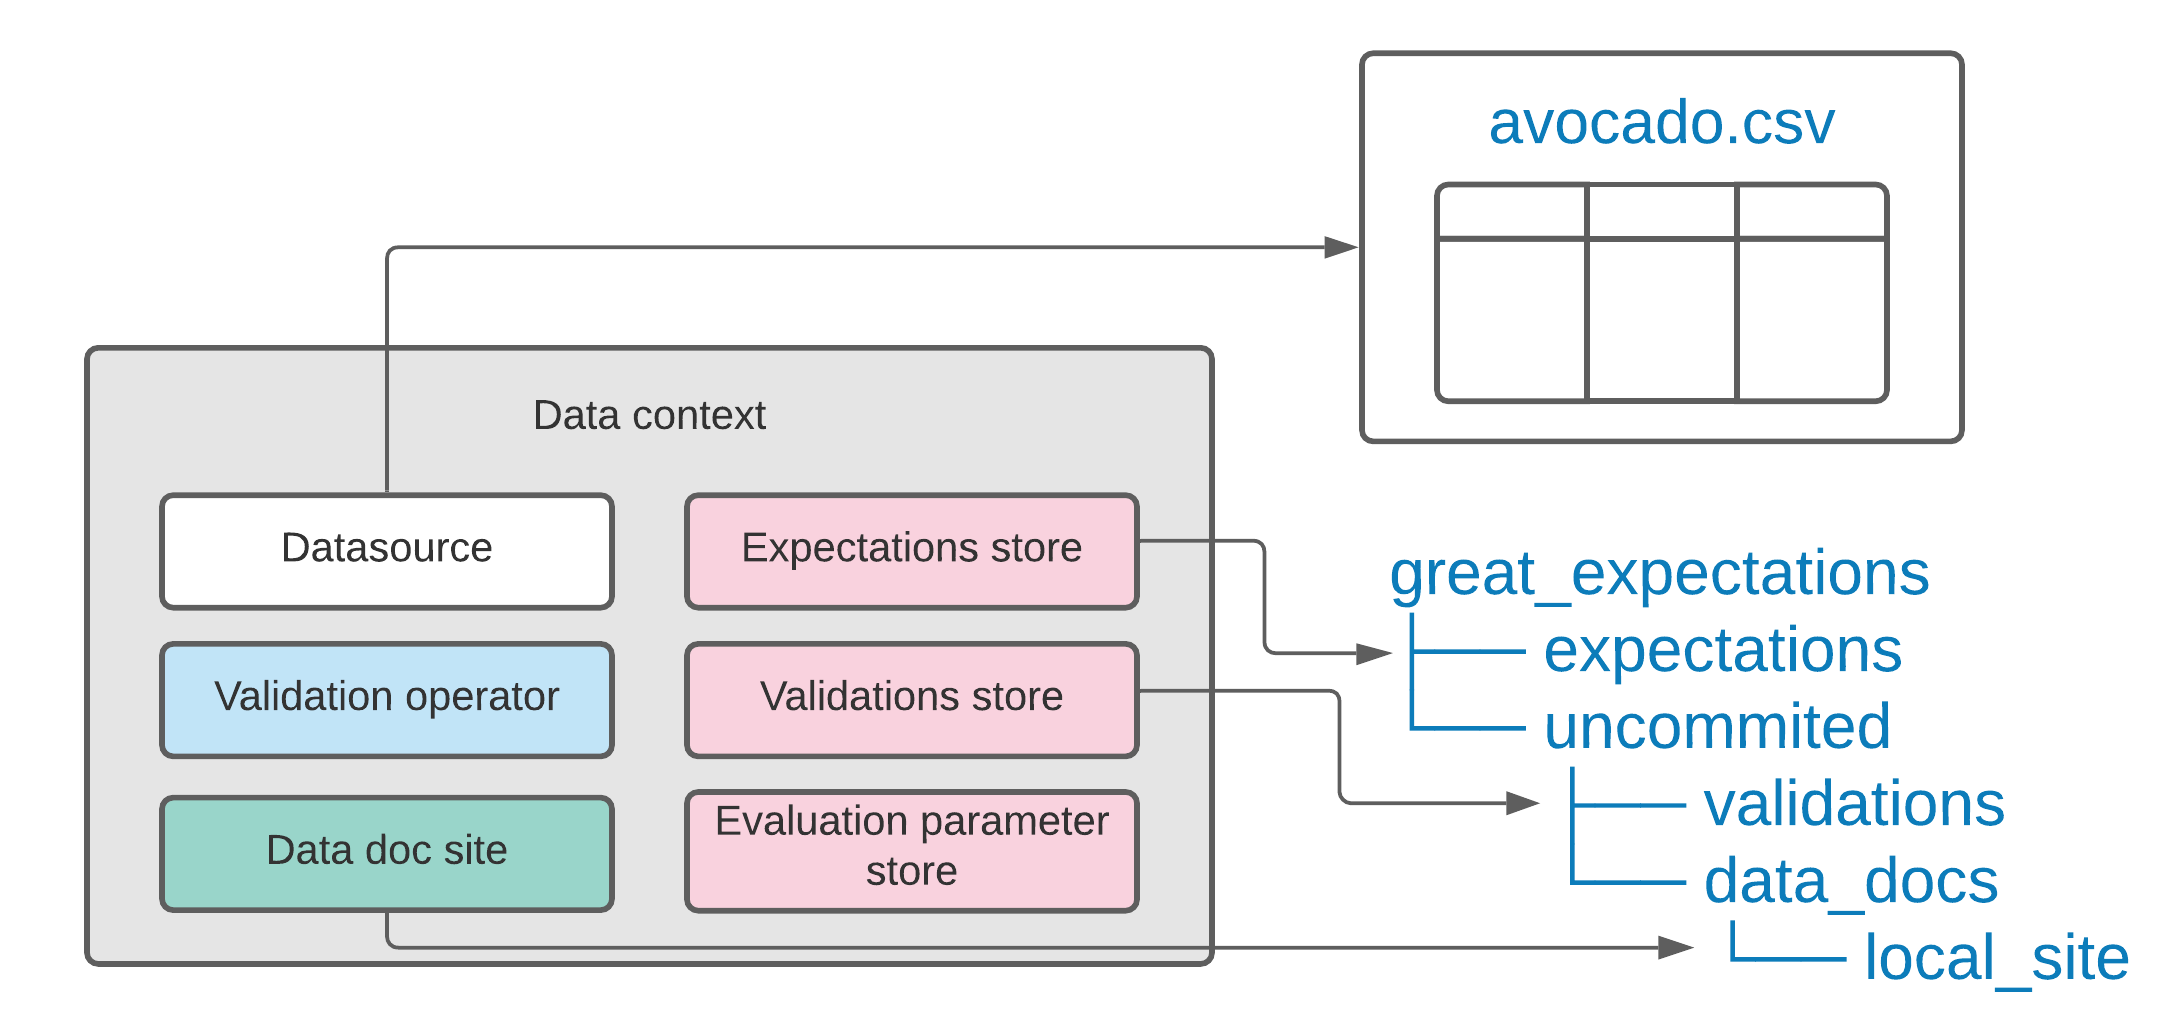 avocado.csv
Data context
Datasource
Expectations store
Validation operator
Validations store
Data doc site
Evaluation parameter
store
great_expectations
expectations
uncommited
validations
data_docs
local_site